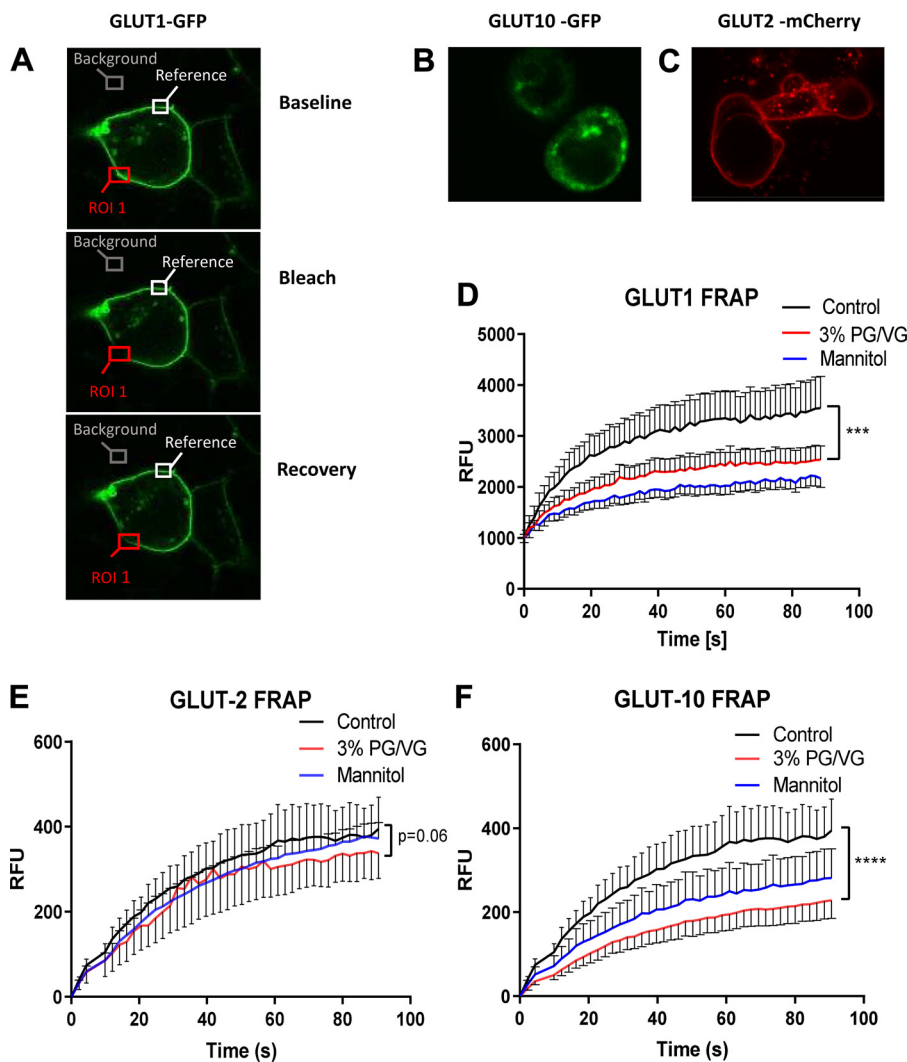 GLUT1-GFP
GLUT10 -GFP
GLUT2 -mCherry
A
Background
Reference
ROI 1
Baseline
Background
Reference
ROI 1
Bleach
Background
Reference
ROI 1
Recovery
B
C
D
GLUT1 FRAP
Control
3% PG/VG
Mannitol
5000
4000
3000
2000
1000
0
RFU
***
0 20 40 60 80 100
Time [s]
E
GLUT-2 FRAP
Control
3% PG/VG
Mannitol
600
400
200
0
RFU
p=0.06
0 20 40 60 80 100
Time (s)
F
GLUT-10 FRAP
Control
3% PG/VG
Mannitol
600
400
200
0
RFU
****
0 20 40 60 80 100
Time (s)